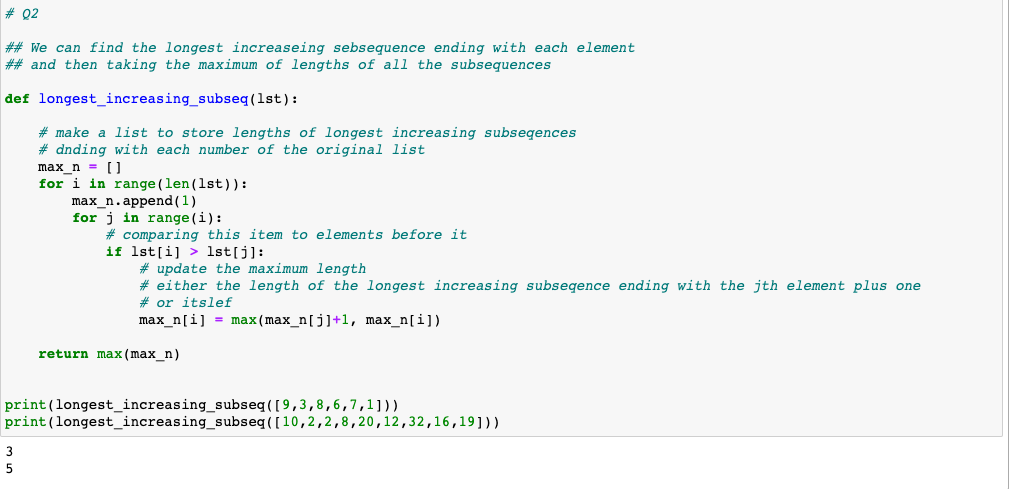 # Q2
## We can find the longest increaseing sebsequence ending with each element
## and then taking the maximum of lengths of all the subsequences
def longest_increasing_subseq(lst):
    # make a list to store lengths of longest increasing subseqences
    # dnding with each number of the original list
    max_n = []
    for i in range(len(lst)):
        max_n.append(1)
        for j in range(i):
            # comparing this item to elements before it
            if lst[i] > lst[j]:
                # update the maximum length
                # either the length of the longest increasing subseqence ending with the jth element plus one
                # or itslef
                max_n[i] = max(max_n[j]+1, max_n[i])
    return max(max_n)
print(longest_increasing_subseq([9,3,8,6,7,1]))
print(longest_increasing_subseq([10,2,2,8,20,12,32,16,19]))
3
5